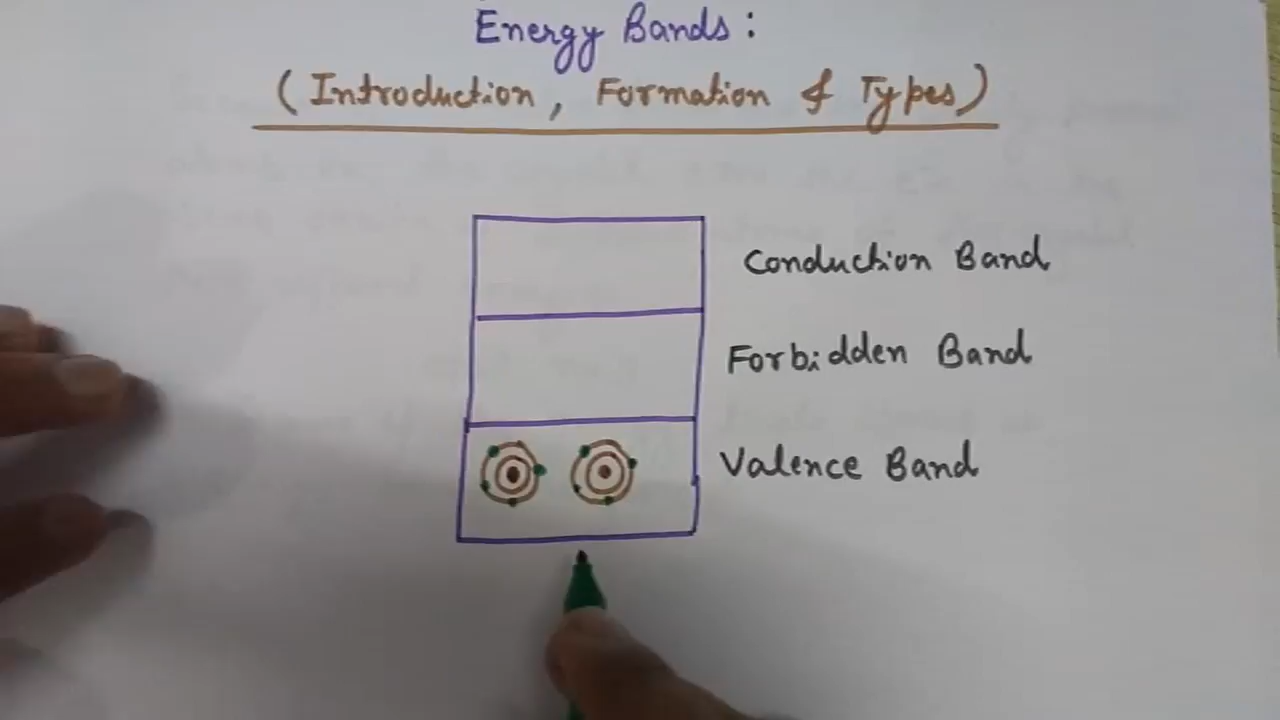 Energy Bands:
(Introduction, Formation & Types)
Conduction Band
Forbidden Band
Valence Band